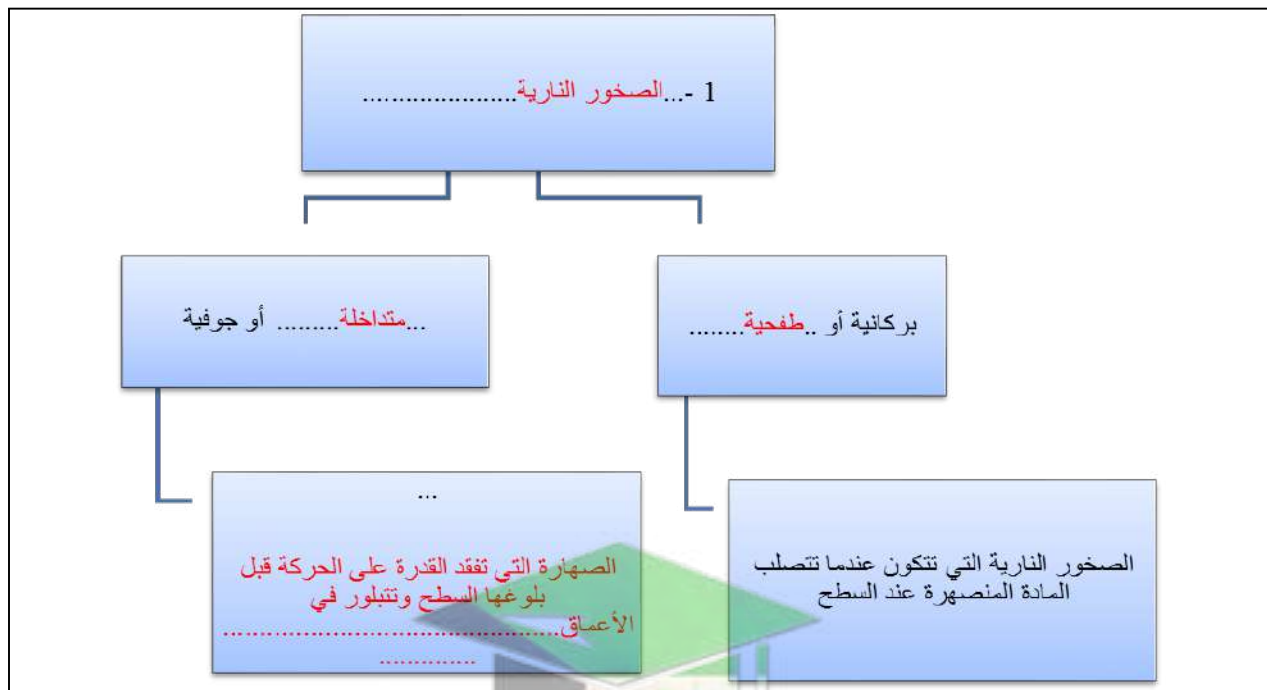 1 -...الصخور النارية......................
بركانية أو ..طفحية........
...متداخلة......... أو جوفية
الصخور النارية التي تتكون عندما تتصلب
المادة المنصهرة عند السطح
...
الصهارة التي تفقد القدرة على الحركة قبل
بلوغها السطح وتتبلور في
الأعماق................................................
..............